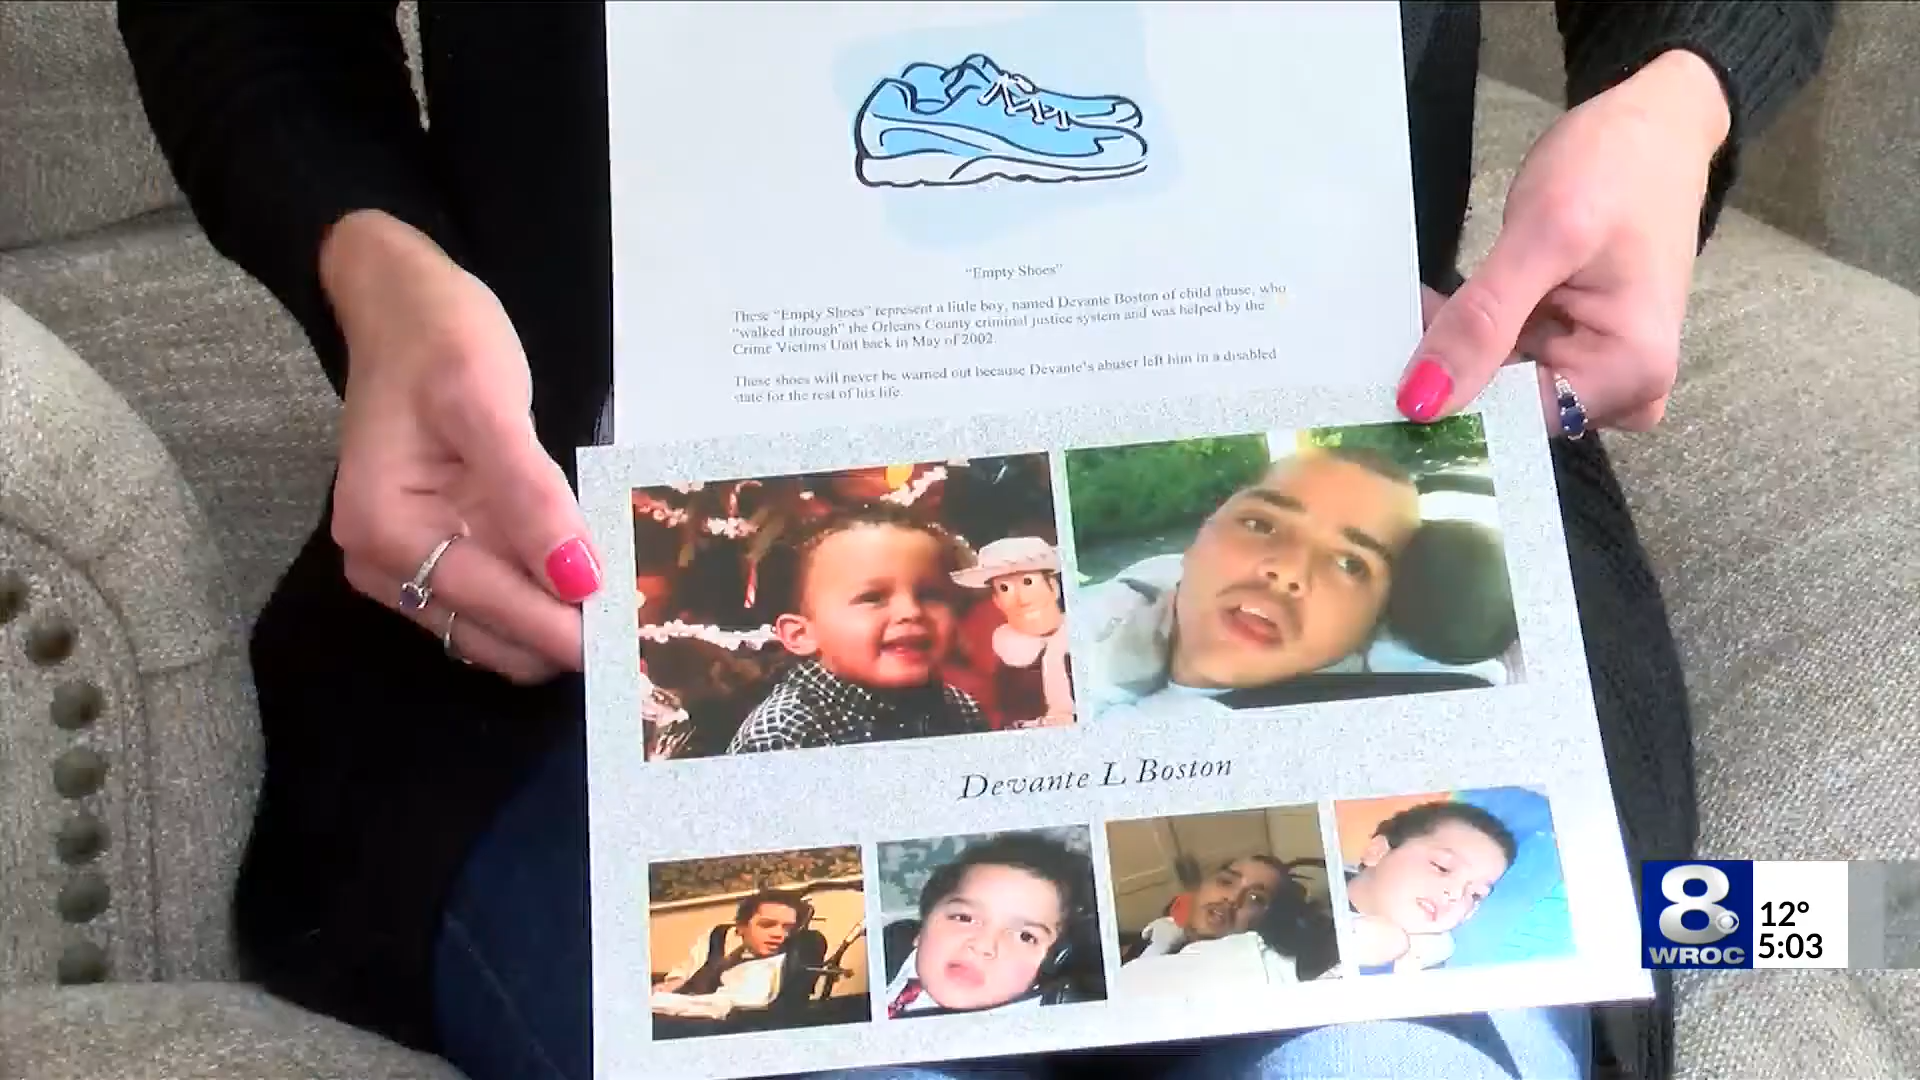 “Empty Shoes”
These “Empty Shoes” represent a little boy, named Devante Boston of child abuse, who
“walked through” the Orleans County criminal justice system and was helped by the
Crime Victims Unit back in May of 2002.
These shoes will never be warned out because Devante’s abuser left him in a disabled
state for the rest of his life.
Devante L Boston
8
WROC
12°
5:03